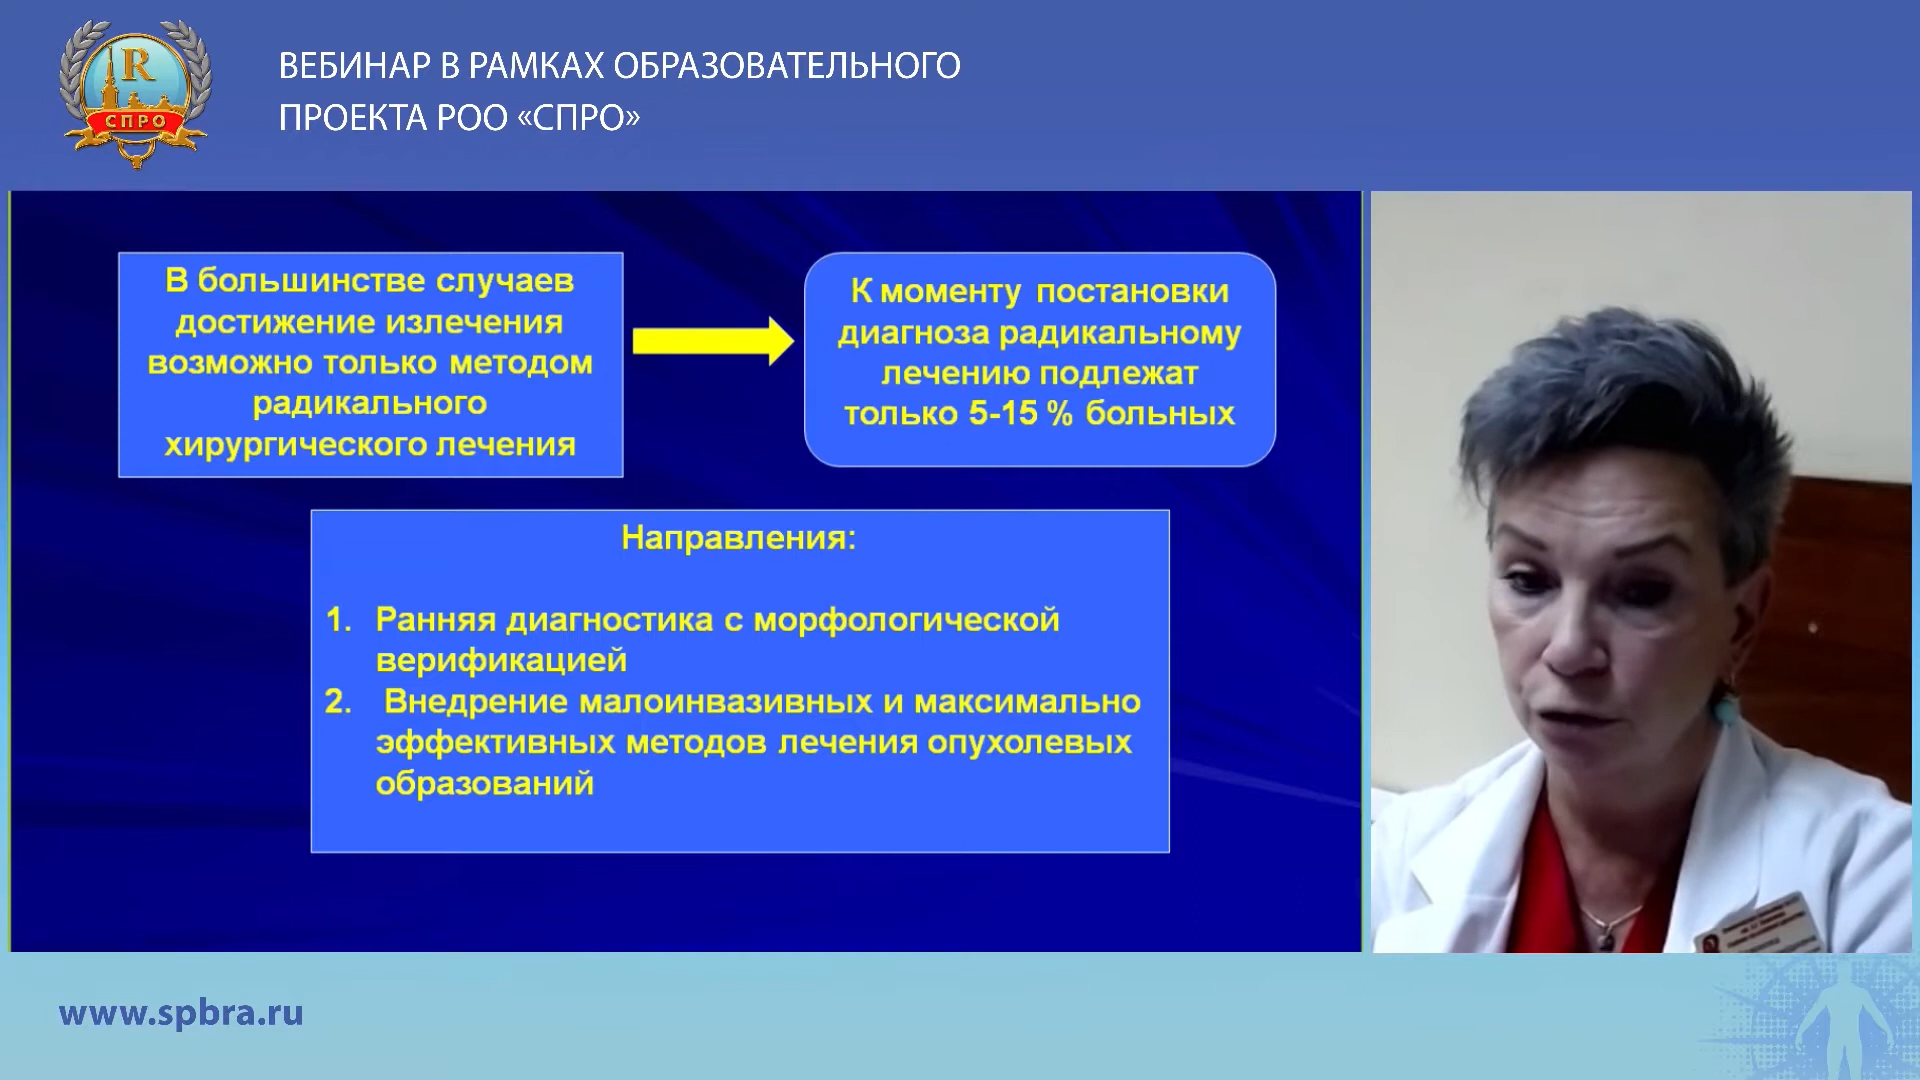 R
СПРО
ВЕБИНАР В РАМКАХ ОБРАЗОВАТЕЛЬНОГО
ПРОЕКТА РОО «СПРО»
В большинстве случаев
достижение излечения
возможно только методом
радикального
хирургического лечения
К моменту постановки
диагноза радикальному
лечению подлежат
только 5-15 % больных
Направления:
1. Ранняя диагностика с морфологической
верификацией
2. Внедрение малоинвазивных и максимально
эффективных методов лечения опухолевых
образований
www.spbra.ru